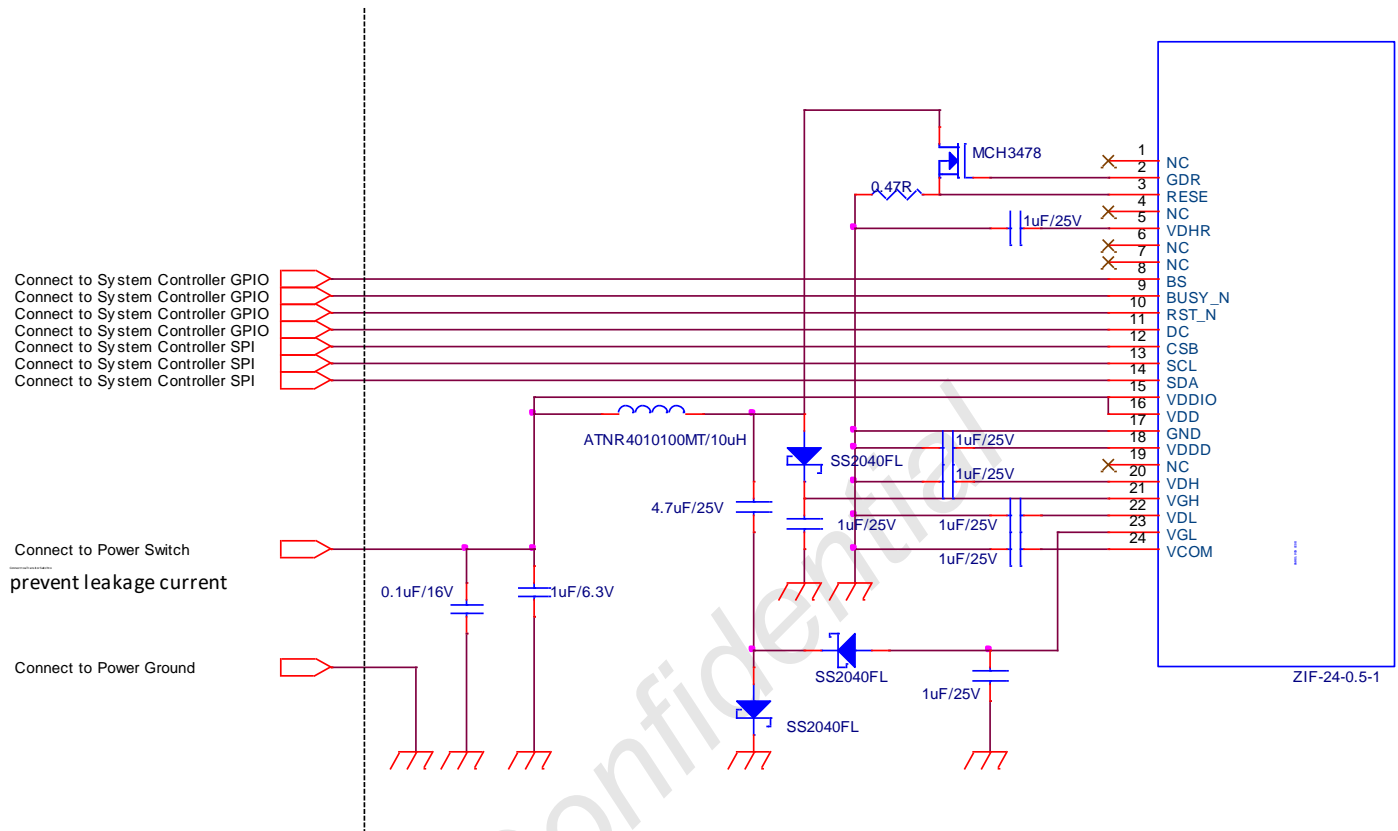 MCH3478
0.47R
1uF/25V
1
NC
2
GDR
3
RESE
4
NC
5
VDHR
6
NC
7
NC
8
BS
9
BUSY_N
10
RST_N
11
DC
12
CSB
13
SCL
14
SDA
15
VDDIO
16
VDD
17
GND
18
VDDD
19
NC
20
VDH
21
VGH
22
VDL
23
VGL
24
VCOM
Connect to System Controller GPIO
Connect to System Controller GPIO
Connect to System Controller GPIO
Connect to System Controller GPIO
Connect to System Controller SPI
Connect to System Controller SPI
Connect to System Controller SPI
ATNR4010100MT/10uH
SS2040FL
1uF/25V
1uF/25V
4.7uF/25V
1uF/25V
1uF/25V
1uF/25V
Connect to Power Switch
prevent leakage current
0.1uF/16V
1uF/6.3V
Connect to Power Ground
SS2040FL
1uF/25V
SS2040FL
ZIF-24-0.5-1